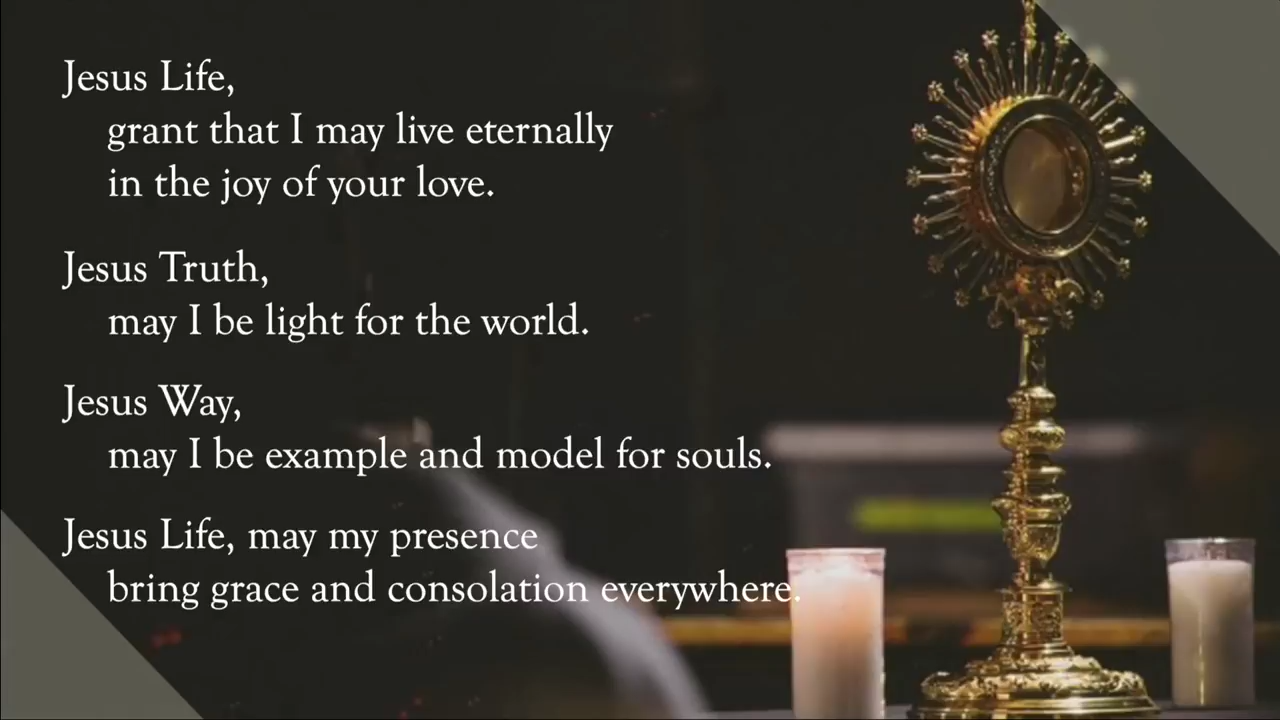 Jesus Life,
grant that I may live eternally
in the joy of your love.
Jesus Truth,
may I be light for the world.
Jesus Way,
may I be example and model for souls.
Jesus Life, may my presence
bring grace and consolation everywhere.